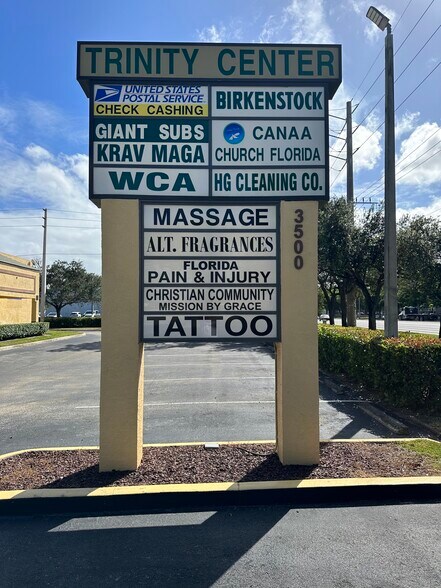 TRINITY CENTER
UNITED STATES
POSTAL SERVICE
CHECK CASHING
GIANT SUBS
KRAV MAGA
WCA
BIRKENSTOCK
CANAA
CHURCH FLORIDA
HG CLEANING CO.
MASSAGE
ALT. FRAGRANCES
FLORIDA
PAIN & INJURY
CHRISTIAN COMMUNITY
MISSION BY GRACE
TATTOO
3500